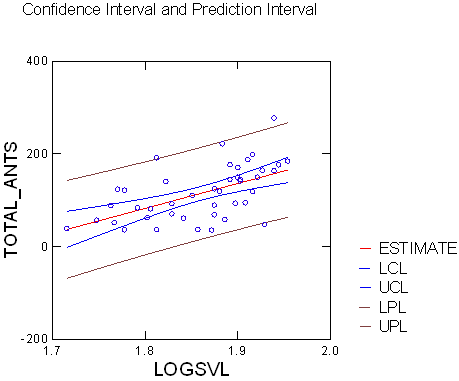 Confidence Interval and Prediction Interval
400
200
0
-200
TOTAL_ANTS
1.7 1.8 1.9 2.0
LOGSVL
ESTIMATE
LCL
UCL
LPL
UPL